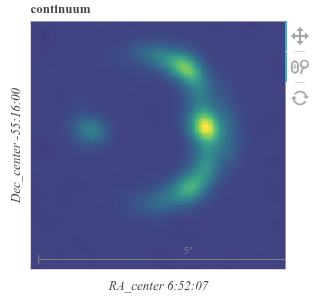 continuum
Dec_center -55:16:00
5"
RA_center 6:52:07